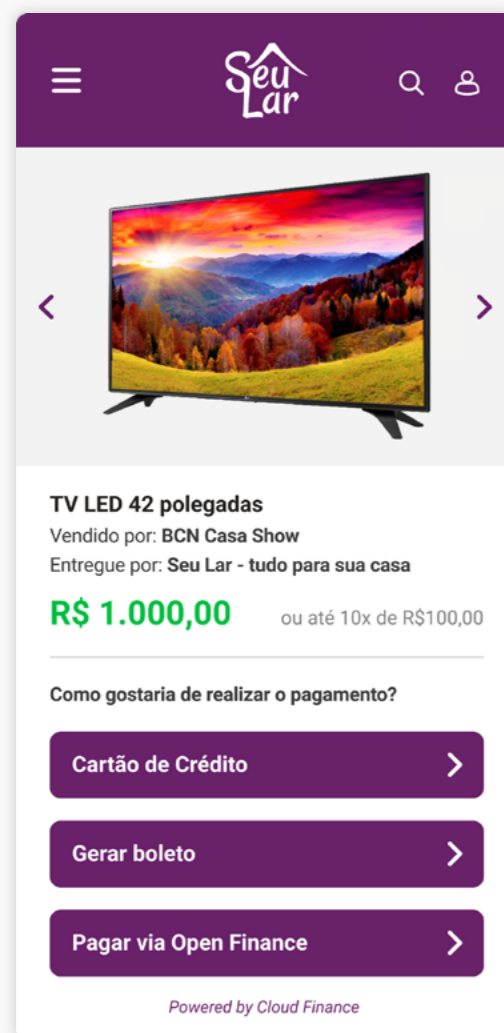 Seu
Lar
TV LED 42 polegadas
Vendido por: BCN Casa Show
Entregue por: Seu Lar - tudo para sua casa
R$ 1.000,00 ou até 10x de R$100,00
Como gostaria de realizar o pagamento?
Cartão de Crédito
Gerar boleto
Pagar via Open Finance
Powered by Cloud Finance